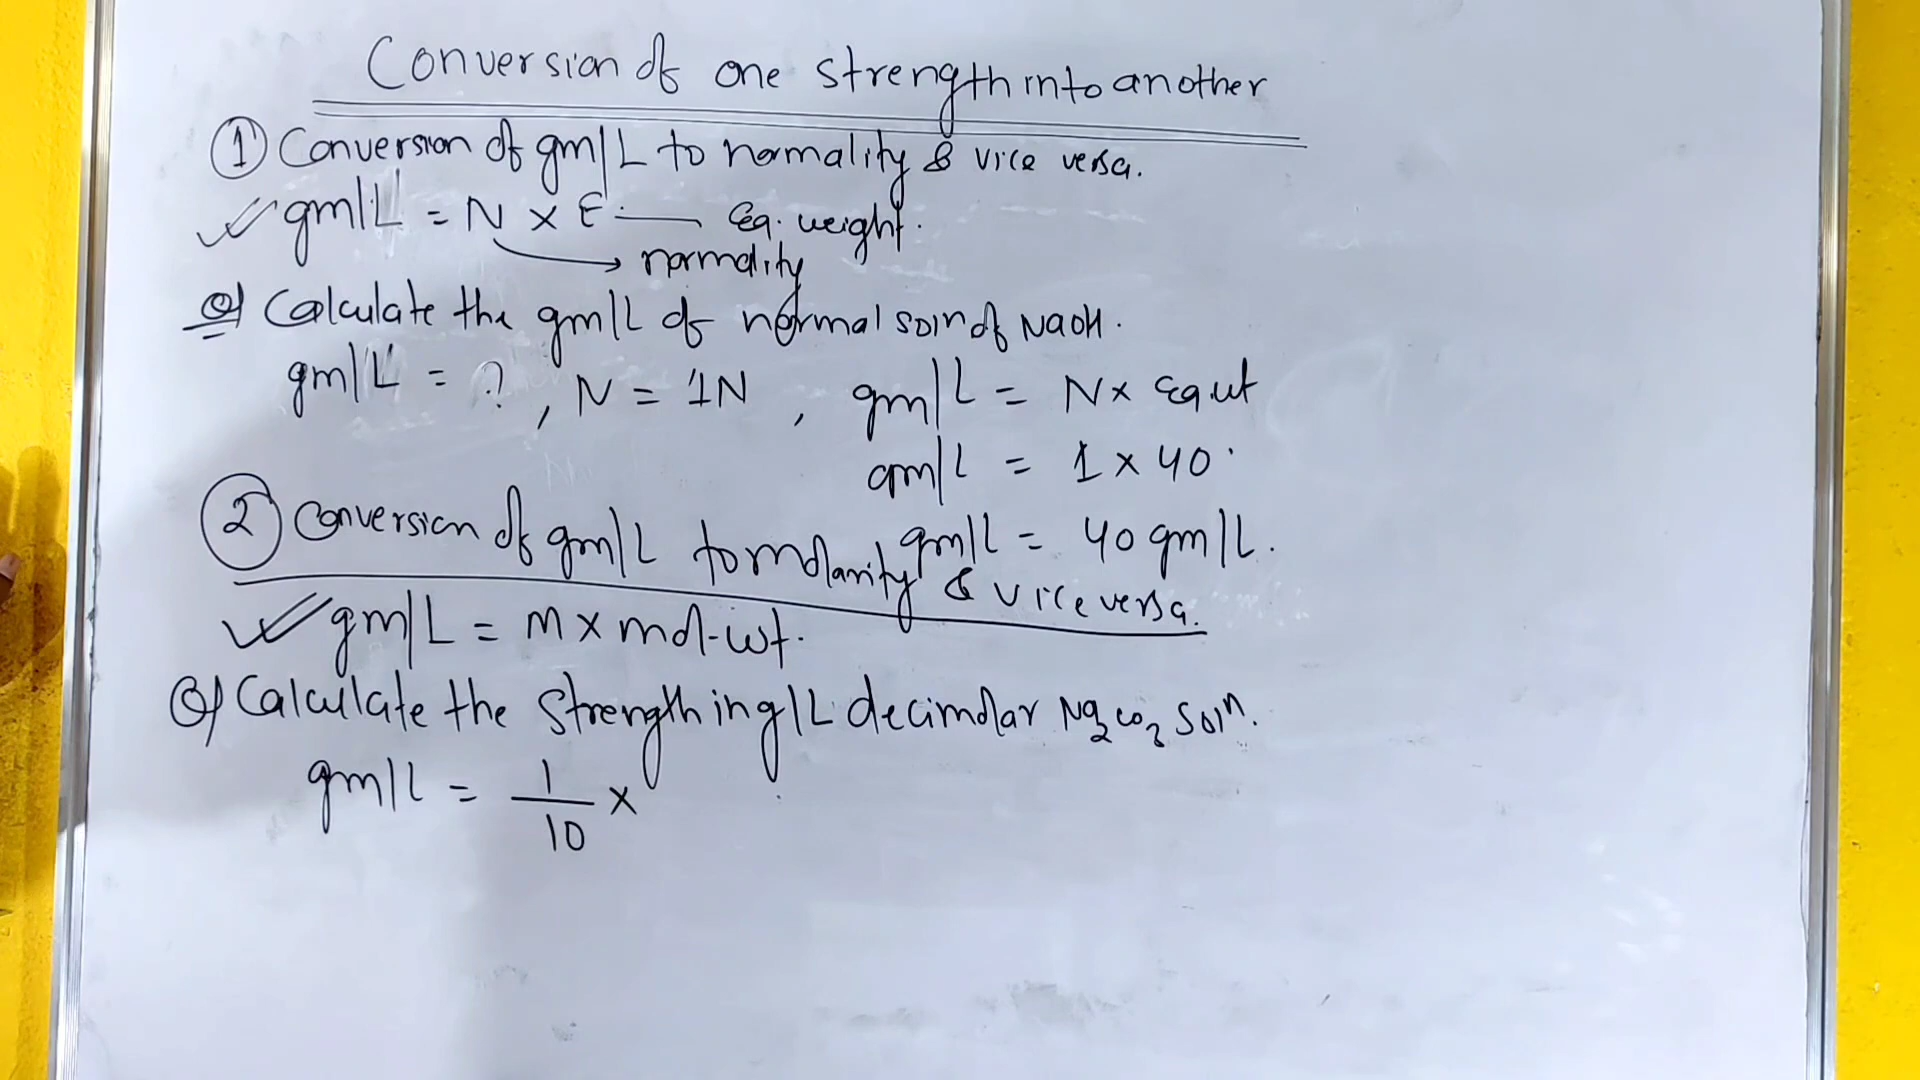 Conversion of one strength into another
① Conversion of gm/L to normality & vice versa.
gm/L = N × E — Eq. weight.
normality
Q) Calculate the gm/L of normal soln of NaOH.
gm/L = ?, N = 1N, gm/L = N × Eq.wt
gm/L = 1 × 40
gm/L = 40 gm/L.
② Conversion of gm/L to molarity & vice versa.
gm/L = M × mol-wt.
Q) Calculate the strength in g/L decimolar Na2CO3 soln.
gm/L = 1/10 ×